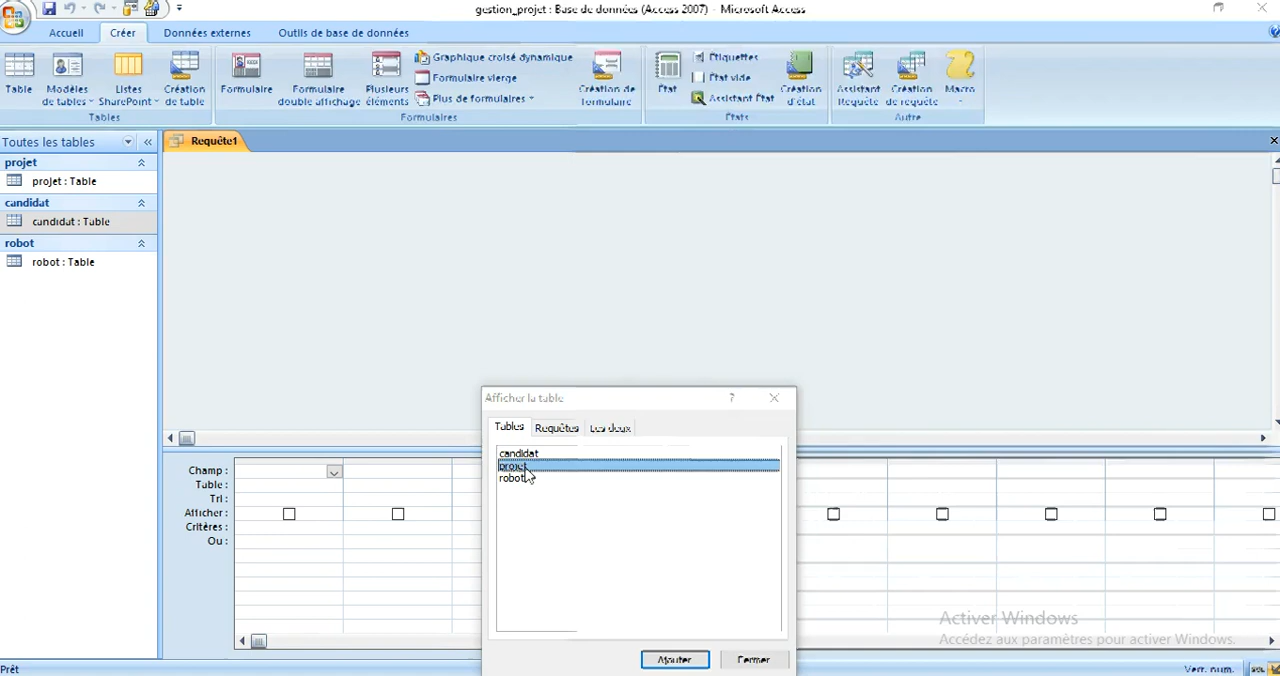 gestion_projet : Base de données (Access 2007) - Microsoft Access
Accueil Créer Données externes Outils de base de données
Table
Modèles de tables
Listes SharePoint
Création de table
Tables
Formulaire
Formulaire double affichage
Plusieurs éléments
Graphique croisé dynamique
Formulaire vierge
Plus de formulaires
Création de formulaire
Formulaires
État
Étiquettes
État vide
Assistant État
Création d'état
États
Assistant Requête
Création de requête
Macro
Autre
Toutes les tables
projet
projet : Table
candidat
candidat : Table
robot
robot : Table
Requête1
Afficher la table
?
Tables Requêtes Les deux
candidat
projet
robot
Ajouter Fermer
Champ :
Table :
Tri :
Afficher :
Critères :
Ou :
Activer Windows
Accédez aux paramètres pour activer Windows.
Prêt
Verr. num.
SQL